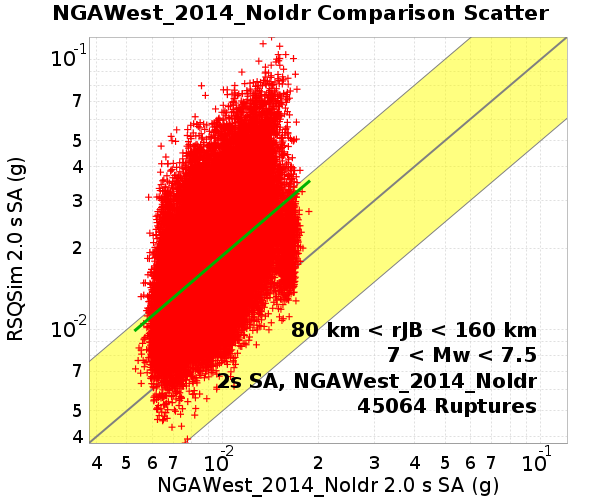 NGAWest_2014_NoIdr Comparison Scatter
RSQSim 2.0 s SA (g)
10-1
7
5
4
3
2
10-2
7
5
4
80 km < rJB < 160 km
7 < Mw < 7.5
2s SA, NGAWest_2014_NoIdr
45064 Ruptures
4 5 6 7 10-2 2 3 4 5 6 7 10-1
NGAWest_2014_NoIdr 2.0 s SA (g)